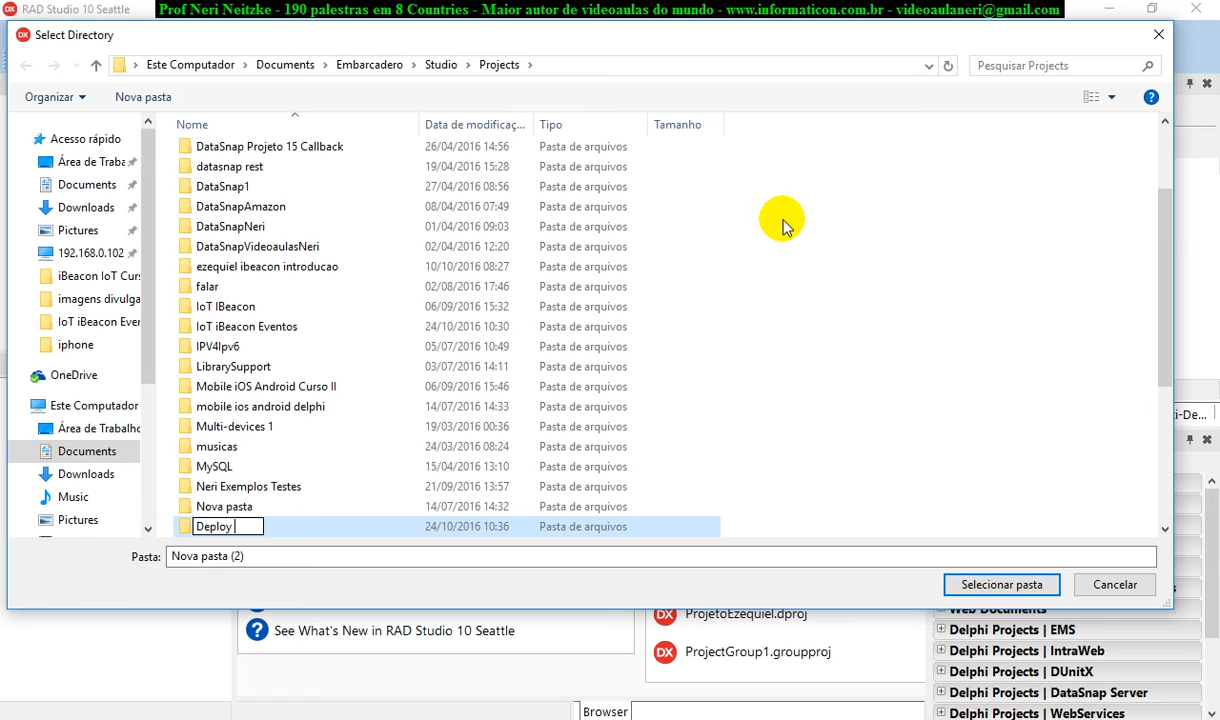 RAD Studio 10 Seattle
Prof Neri Neitzke - 190 palestras em 8 Countries - Maior autor de videoaulas do mundo - www.informaticon.com.br - videoaulaneri@gmail.com
DX Select Directory
Este Computador > Documents > Embarcadero > Studio > Projects >
Pesquisar Projects
Organizar
Nova pasta
Nome
Data de modificaç...
Tipo
Tamanho
Acesso rápido
Área de Traba
Documents
Downloads
Pictures
192.168.0.102
iBeacon IoT Curs
imagens divulga
IoT iBeacon Even
iphone
OneDrive
Este Computador
Área de Trabalho
Documents
Downloads
Music
Pictures
DataSnap Projeto 15 Callback 26/04/2016 14:56 Pasta de arquivos
datasnap rest 19/04/2016 15:28 Pasta de arquivos
DataSnap1 27/04/2016 08:56 Pasta de arquivos
DataSnapAmazon 08/04/2016 07:49 Pasta de arquivos
DataSnapNeri 01/04/2016 09:03 Pasta de arquivos
DataSnapVideoaulasNeri 02/04/2016 12:20 Pasta de arquivos
ezequiel ibeacon introducao 10/10/2016 08:27 Pasta de arquivos
falar 02/08/2016 17:46 Pasta de arquivos
IoT IBeacon 06/09/2016 15:32 Pasta de arquivos
IoT iBeacon Eventos 24/10/2016 10:30 Pasta de arquivos
IPV4Ipv6 05/07/2016 10:49 Pasta de arquivos
LibrarySupport 03/07/2016 14:11 Pasta de arquivos
Mobile iOS Android Curso II 06/09/2016 15:46 Pasta de arquivos
mobile ios android delphi 14/07/2016 14:33 Pasta de arquivos
Multi-devices 1 19/03/2016 00:36 Pasta de arquivos
musicas 24/03/2016 08:24 Pasta de arquivos
MySQL 15/04/2016 13:10 Pasta de arquivos
Neri Exemplos Testes 21/09/2016 13:57 Pasta de arquivos
Nova pasta 14/07/2016 14:32 Pasta de arquivos
Deploy 24/10/2016 10:36 Pasta de arquivos
Pasta: Nova pasta (2)
Selecionar pasta
Cancelar
i-De...
See What's New in RAD Studio 10 Seattle
DX ProjetoEzequiel.dproj
DX ProjectGroup1.groupproj
Web Documents
Delphi Projects | EMS
Delphi Projects | IntraWeb
Delphi Projects | DUnitX
Delphi Projects | DataSnap Server
Delphi Projects | WebServices
Browser